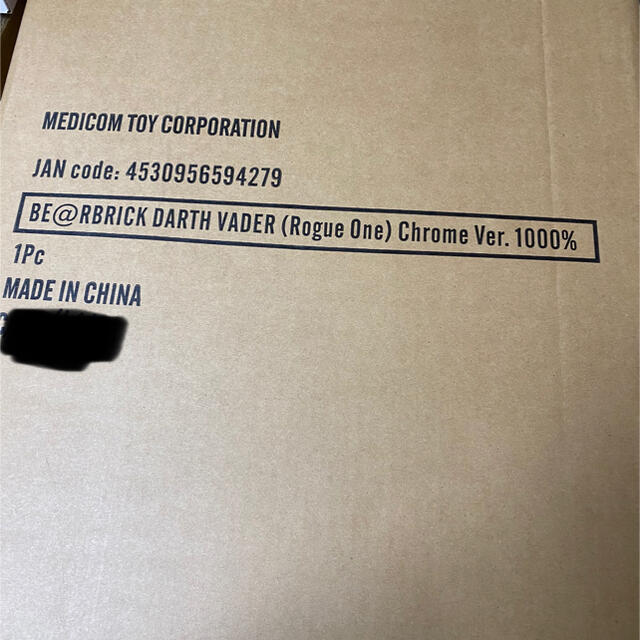 MEDICOM TOY CORPORATION
JAN code: 4530956594279
BE@RBRICK DARTH VADER (Rogue One) Chrome Ver. 1000%
1Pc
MADE IN CHINA